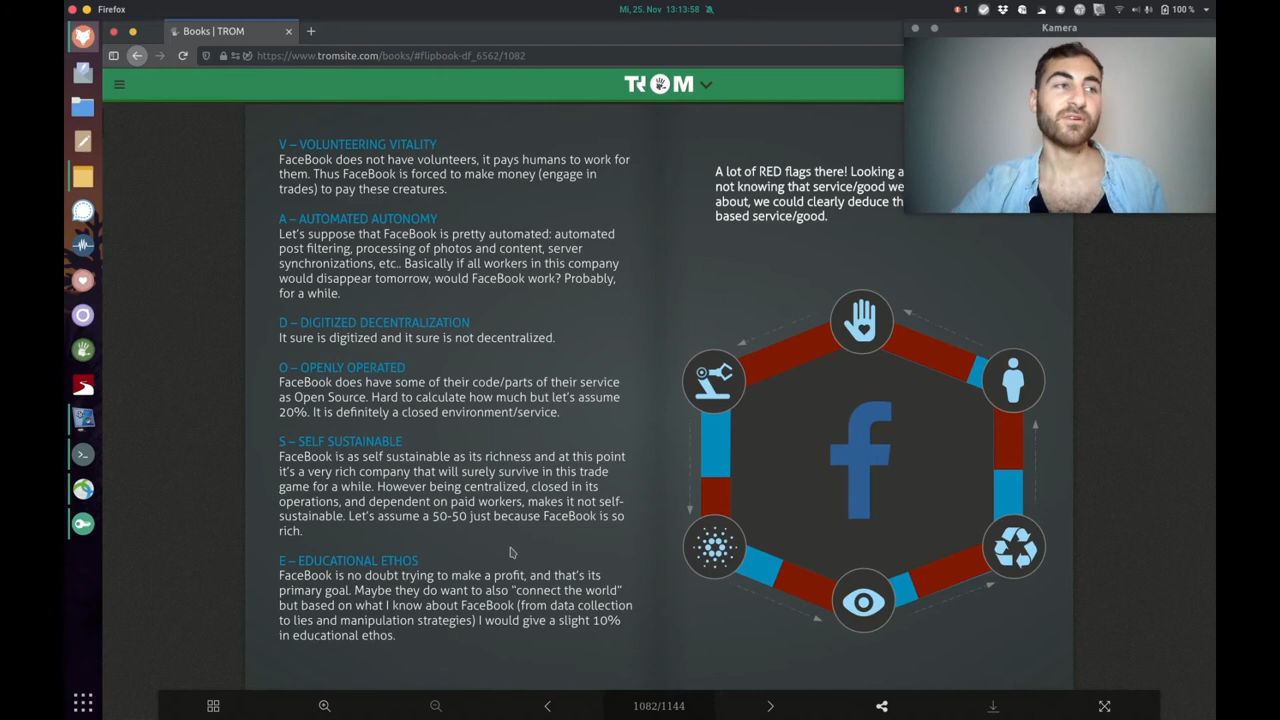 Firefox
Mi, 25. Nov 13:13:58
1
100 %
Kamera
Books | TROM
https://www.tromsite.com/books/#flipbook-df_6562/1082
TROM
V – VOLUNTEERING VITALITY
FaceBook does not have volunteers, it pays humans to work for
them. Thus FaceBook is forced to make money (engage in
trades) to pay these creatures.
A – AUTOMATED AUTONOMY
Let's suppose that FaceBook is pretty automated: automated
post filtering, processing of photos and content, server
synchronizations, etc.. Basically if all workers in this company
would disappear tomorrow, would FaceBook work? Probably,
for a while.
D – DIGITIZED DECENTRALIZATION
It sure is digitized and it sure is not decentralized.
O – OPENLY OPERATED
FaceBook does have some of their code/parts of their service
as Open Source. Hard to calculate how much but let's assume
20%. It is definitely a closed environment/service.
S – SELF SUSTAINABLE
FaceBook is as self sustainable as its richness and at this point
it's a very rich company that will surely survive in this trade
game for a while. However being centralized, closed in its
operations, and dependent on paid workers, makes it not self-
sustainable. Let's assume a 50-50 just because FaceBook is so
rich.
E – EDUCATIONAL ETHOS
FaceBook is no doubt trying to make a profit, and that's its
primary goal. Maybe they do want to also "connect the world"
but based on what I know about FaceBook (from data collection
to lies and manipulation strategies) I would give a slight 10%
in educational ethos.
A lot of RED flags there! Looking a
not knowing that service/good we
about, we could clearly deduce th
based service/good.
f
1082/1144